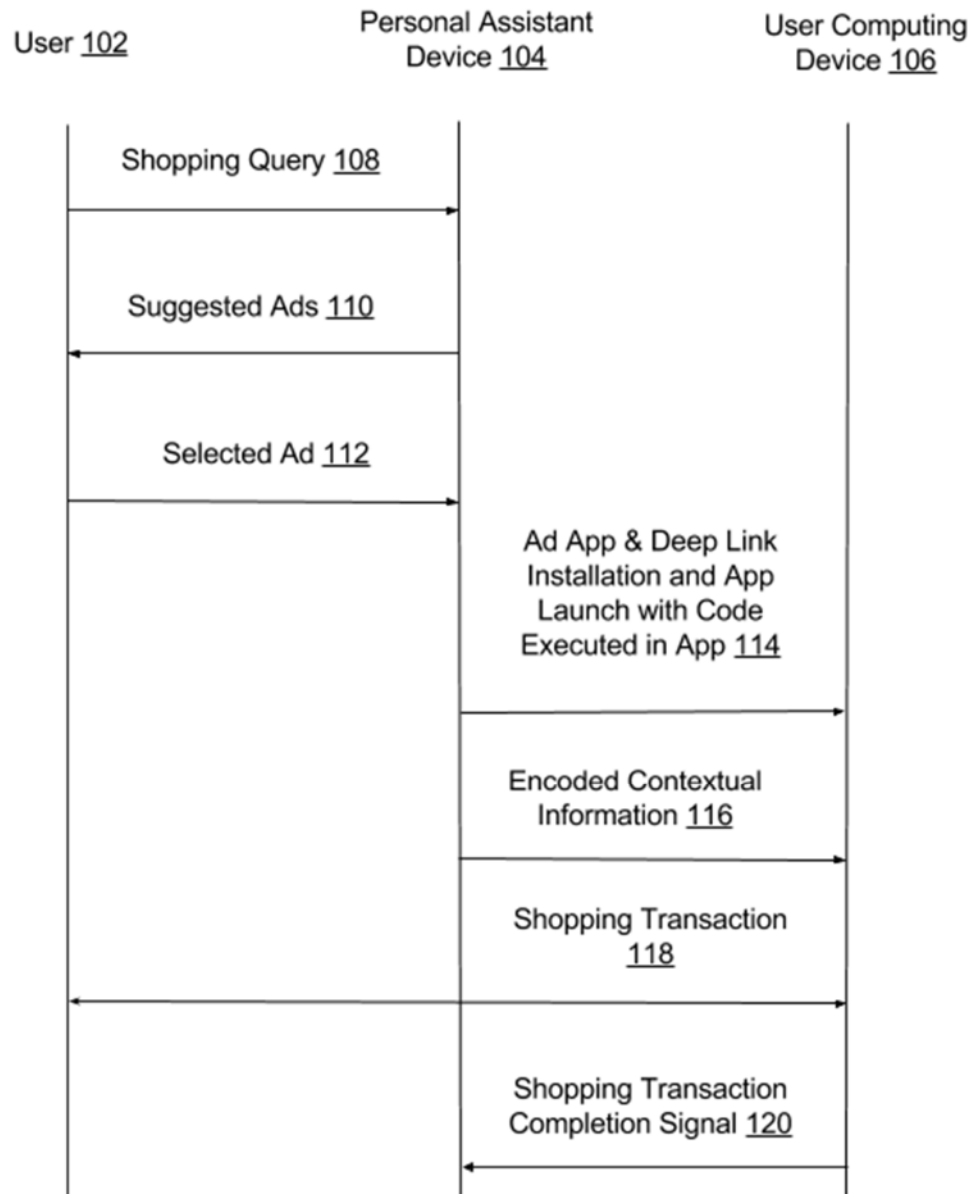 User 102
Personal Assistant
Device 104
User Computing
Device 106
Shopping Query 108
Suggested Ads 110
Selected Ad 112
Ad App & Deep Link
Installation and App
Launch with Code
Executed in App 114
Encoded Contextual
Information 116
Shopping Transaction
118
Shopping Transaction
Completion Signal 120